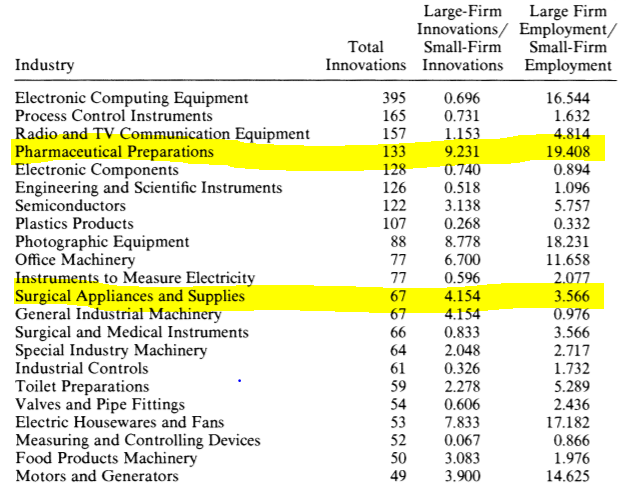 Large-Firm Large Firm
Innovations/ Employment/
Total Small-Firm Small-Firm
Industry Innovations Innovations Employment
Electronic Computing Equipment 395 0.696 16.544
Process Control Instruments 165 0.731 1.632
Radio and TV Communication Equipment 157 1.153 4.814
Pharmaceutical Preparations 133 9.231 19.408
Electronic Components 128 0.740 0.894
Engineering and Scientific Instruments 126 0.518 1.096
Semiconductors 122 3.138 5.757
Plastics Products 107 0.268 0.332
Photographic Equipment 88 8.778 18.231
Office Machinery 77 6.700 11.658
Instruments to Measure Electricity 77 0.596 2.077
Surgical Appliances and Supplies 67 4.154 3.566
General Industrial Machinery 67 4.154 0.976
Surgical and Medical Instruments 66 0.833 3.566
Special Industry Machinery 64 2.048 2.717
Industrial Controls 61 0.326 1.732
Toilet Preparations 59 2.278 5.289
Valves and Pipe Fittings 54 0.606 2.436
Electric Housewares and Fans 53 7.833 17.182
Measuring and Controlling Devices 52 0.067 0.866
Food Products Machinery 50 3.083 1.976
Motors and Generators 49 3.900 14.625